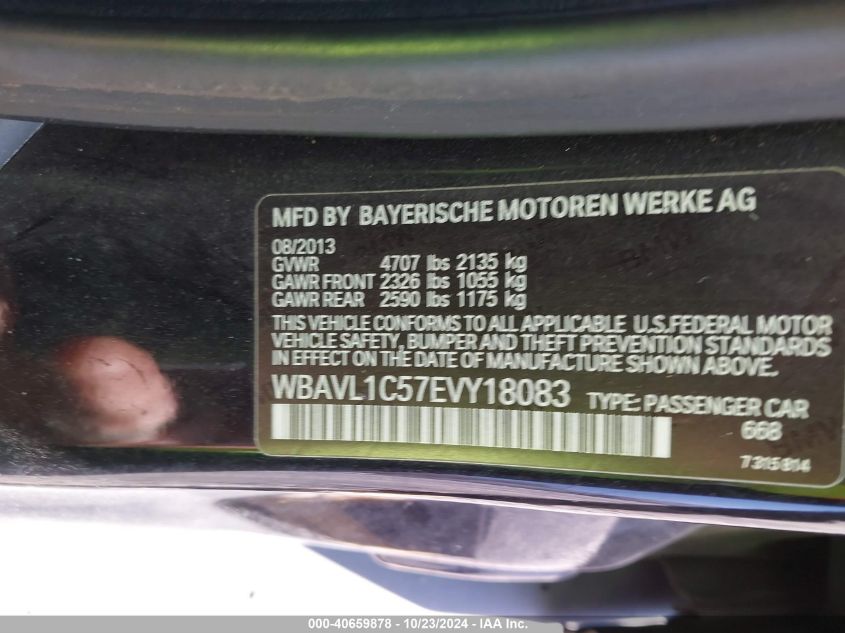 MFD BY BAYERISCHE MOTOREN WERKE AG
08/2013
GVWR 4707 lbs 2135 kg
GAWR FRONT 2326 lbs 1055 kg
GAWR REAR 2590 lbs 1175 kg
THIS VEHICLE CONFORMS TO ALL APPLICABLE U.S.FEDERAL MOTOR
VEHICLE SAFETY, BUMPER AND THEFT PREVENTION STANDARDS
IN EFFECT ON THE DATE OF MANUFACTURE SHOWN ABOVE.
WBAVL1C57EVY18083 TYPE: PASSENGER CAR
668
7315814
000-40659878 - 10/23/2024 - IAA Inc.